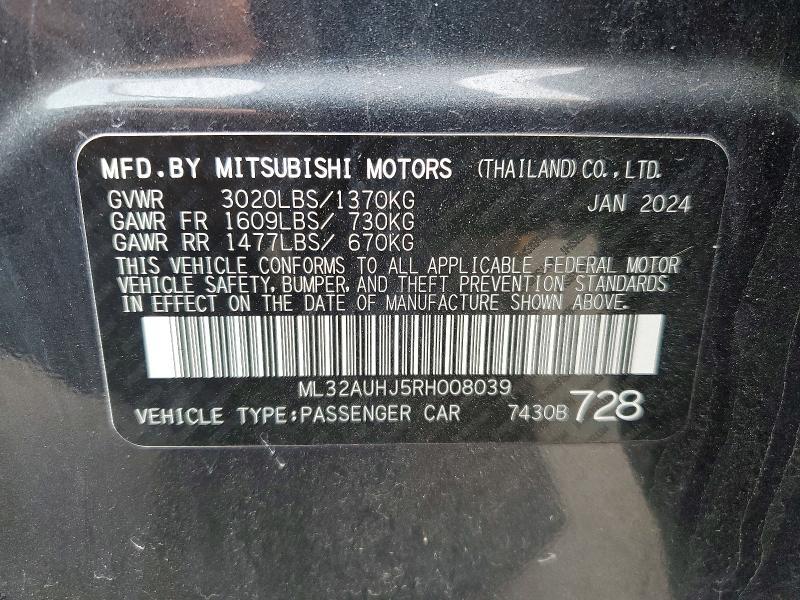 MFD.BY MITSUBISHI MOTORS (THAILAND) CO., LTD.
GVWR 3020LBS/1370KG JAN 2024
GAWR FR 1609LBS/ 730KG
GAWR RR 1477LBS/ 670KG
THIS VEHICLE CONFORMS TO ALL APPLICABLE FEDERAL MOTOR
VEHICLE SAFETY, BUMPER, AND THEFT PREVENTION STANDARDS
IN EFFECT ON THE DATE OF MANUFACTURE SHOWN ABOVE.
ML32AUHJ5RH008039
VEHICLE TYPE:PASSENGER CAR 7430B 728